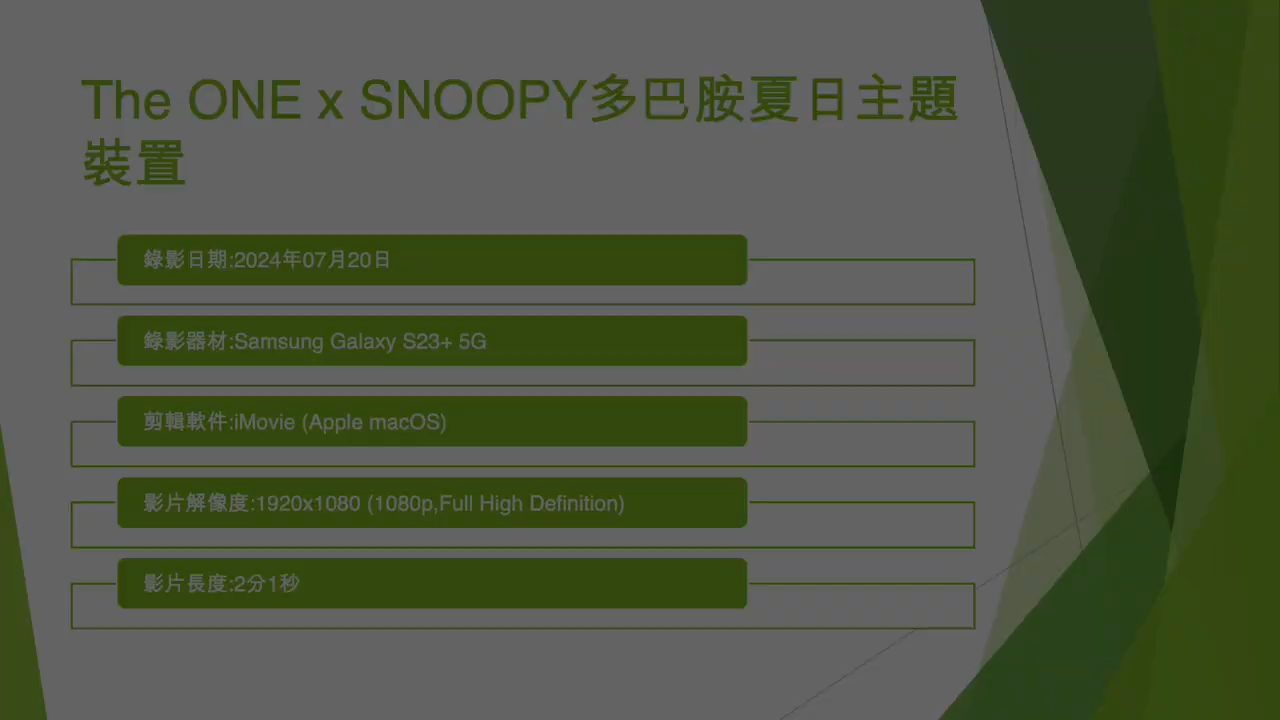 The ONE x SNOOPY多巴胺夏日主題
裝置
錄影日期:2024年07月20日
錄影器材:Samsung Galaxy S23+ 5G
剪輯軟件:iMovie (Apple macOS)
影片解像度:1920x1080 (1080p,Full High Definition)
影片長度:2分1秒